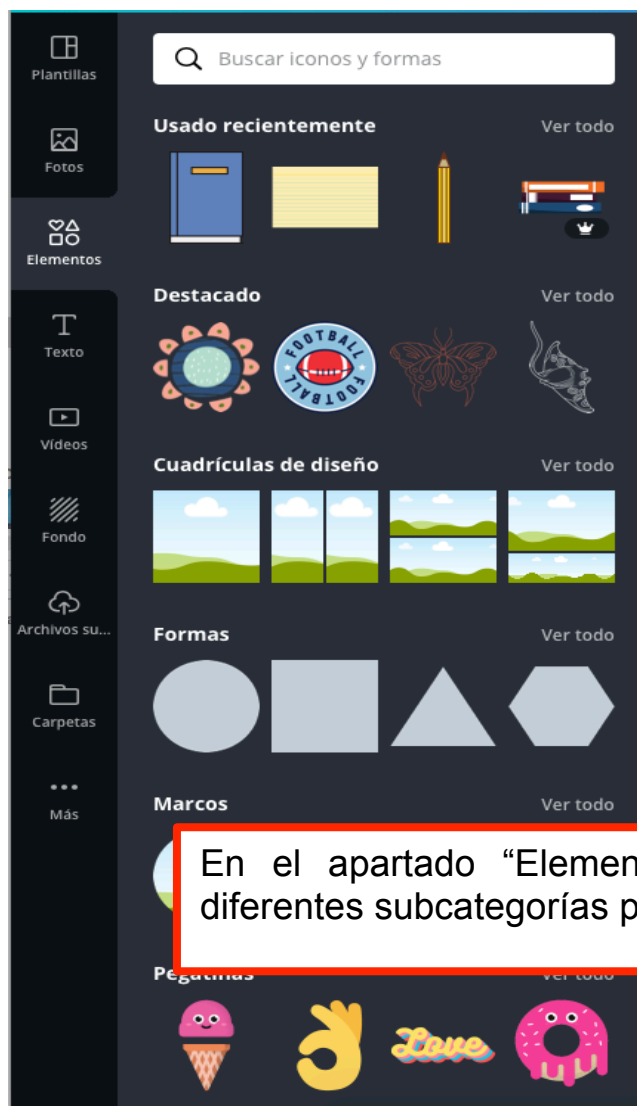 Plantillas
Fotos
Elementos
Texto
Vídeos
Fondo
Archivos su...
Carpetas
Más
Buscar iconos y formas
Usado recientemente Ver todo
Destacado Ver todo
FOOTBALL
FOOTBALL
Cuadrículas de diseño Ver todo
Formas Ver todo
Marcos Ver todo
En el apartado “Elemen
diferentes subcategorías p
Pegatinas Ver todo
Love